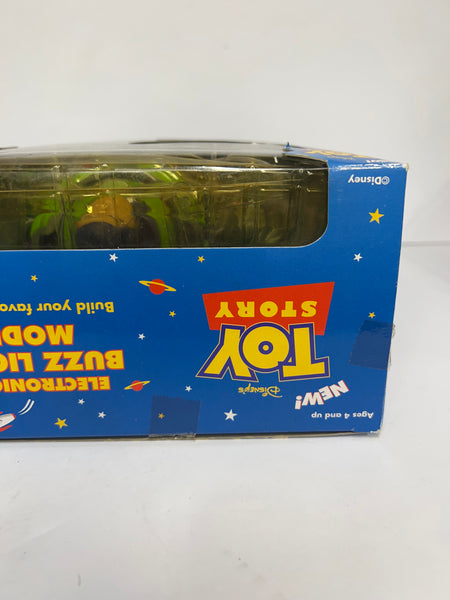 Ages 4 and up
NEW!
DISNEY'S
TOY
STORY
ELECTRONIC
BUZZ LIG
MODE
Build your favo
©Disney